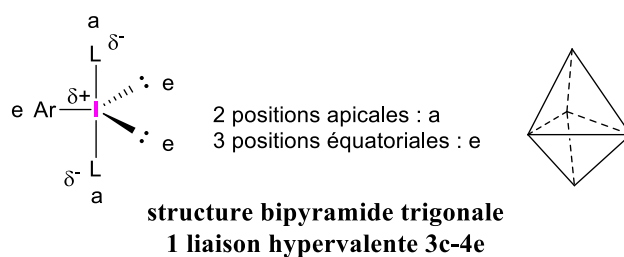 a
L δ-
e
δ+
e Ar I
2 positions apicales : a
3 positions équatoriales : e
e
δ- L
a
structure bipyramide trigonale
1 liaison hypervalente 3c-4e